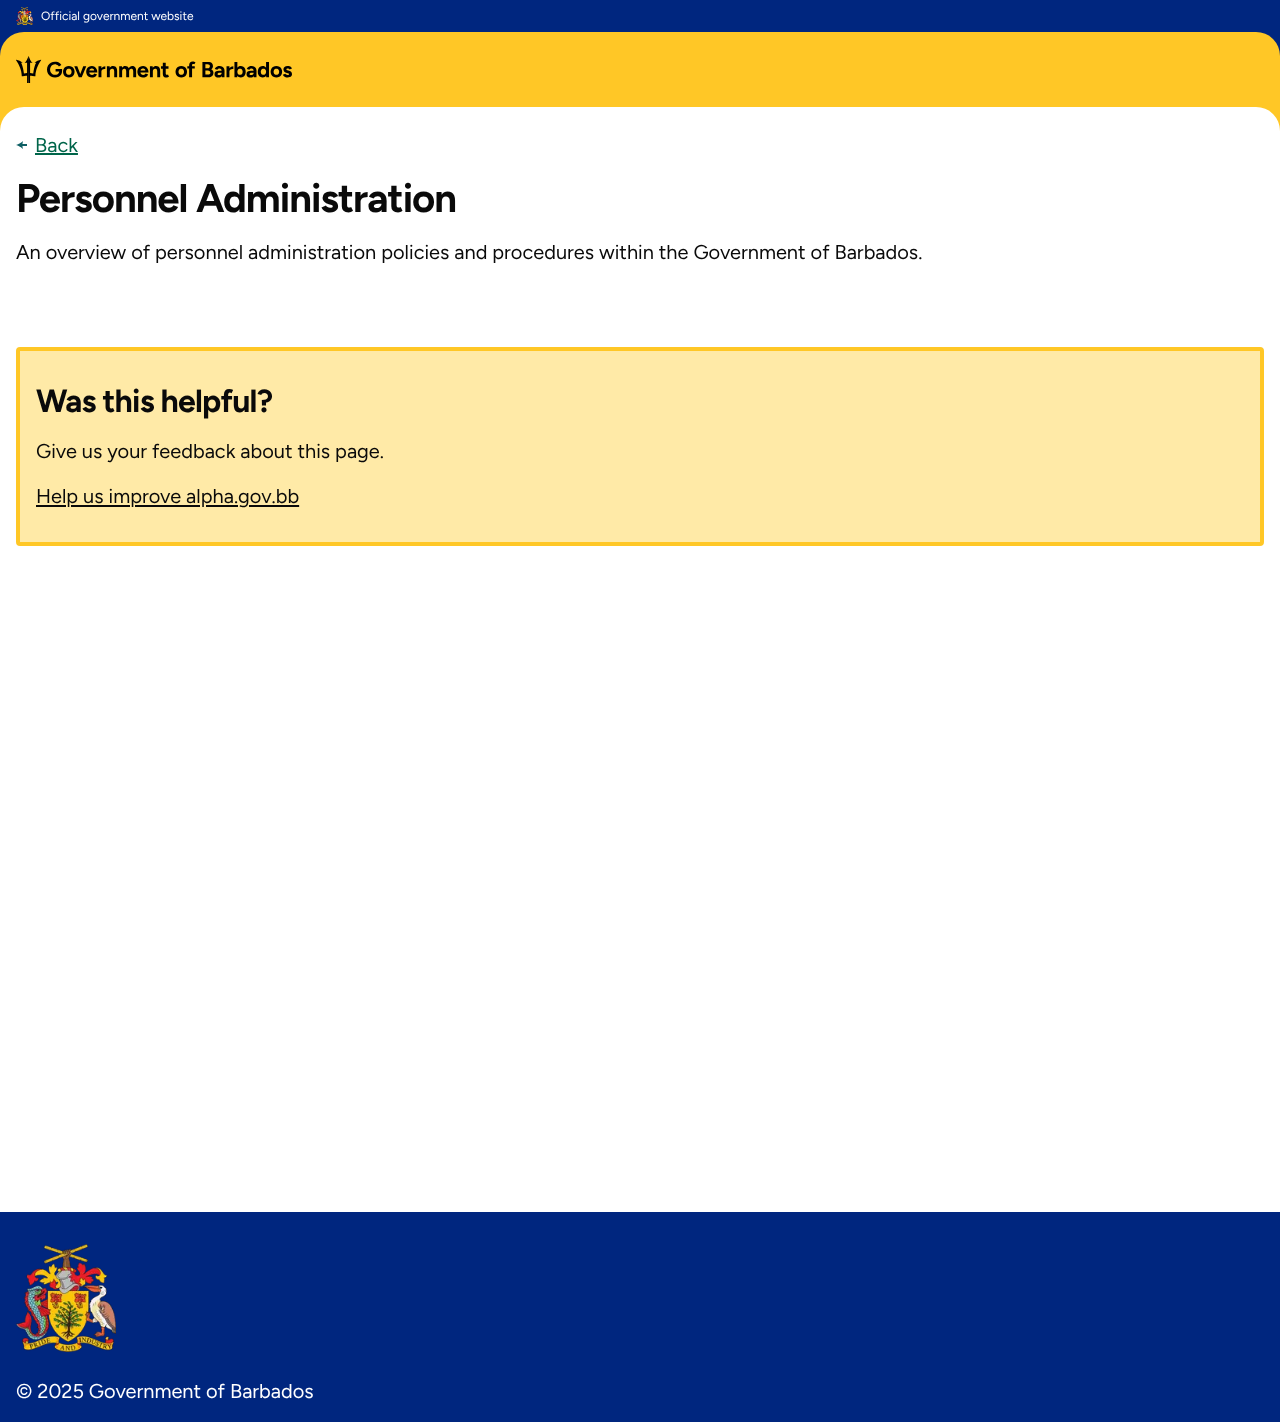 Official government website
Government of Barbados
Back
Personnel Administration
An overview of personnel administration policies and procedures within the Government of Barbados.
Was this helpful?
Give us your feedback about this page.
Help us improve alpha.gov.bb
PRIDE AND INDUSTRY
© 2025 Government of Barbados